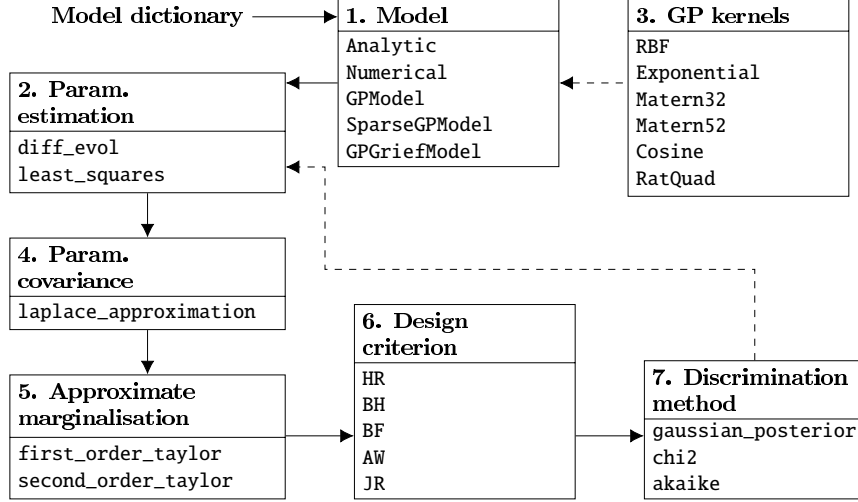 Model dictionary
1. Model
Analytic
Numerical
GPModel
SparseGPModel
GPGriefModel
3. GP kernels
RBF
Exponential
Matern32
Matern52
Cosine
RatQuad
2. Param.
estimation
diff_evol
least_squares
4. Param.
covariance
laplace_approximation
5. Approximate
marginalisation
first_order_taylor
second_order_taylor
6. Design
criterion
HR
BH
BF
AW
JR
7. Discrimination
method
gaussian_posterior
chi2
akaike